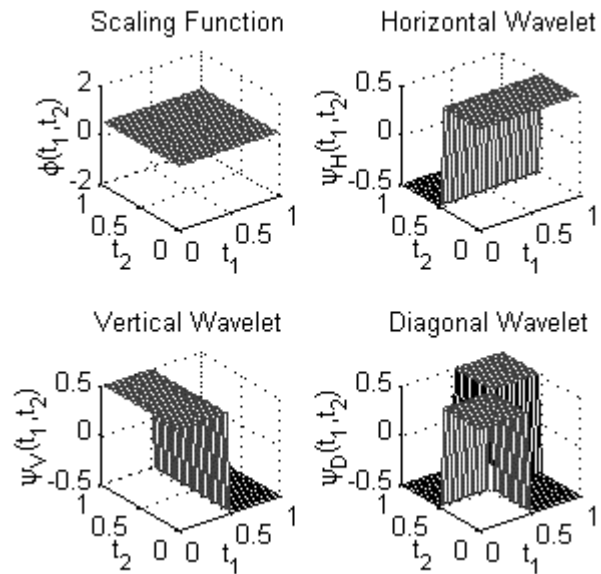 Scaling Function
ϕ(t₁,t₂)
2
0
-2
1
0.5
0
t₂
0
0.5
1
t₁
Horizontal Wavelet
ψ_H(t₁,t₂)
0.5
0
-0.5
1
0.5
0
t₂
0
0.5
1
t₁
Vertical Wavelet
ψ_V(t₁,t₂)
0.5
0
-0.5
1
0.5
0
t₂
0
0.5
1
t₁
Diagonal Wavelet
ψ_D(t₁,t₂)
0.5
0
-0.5
1
0.5
0
t₂
0
0.5
1
t₁